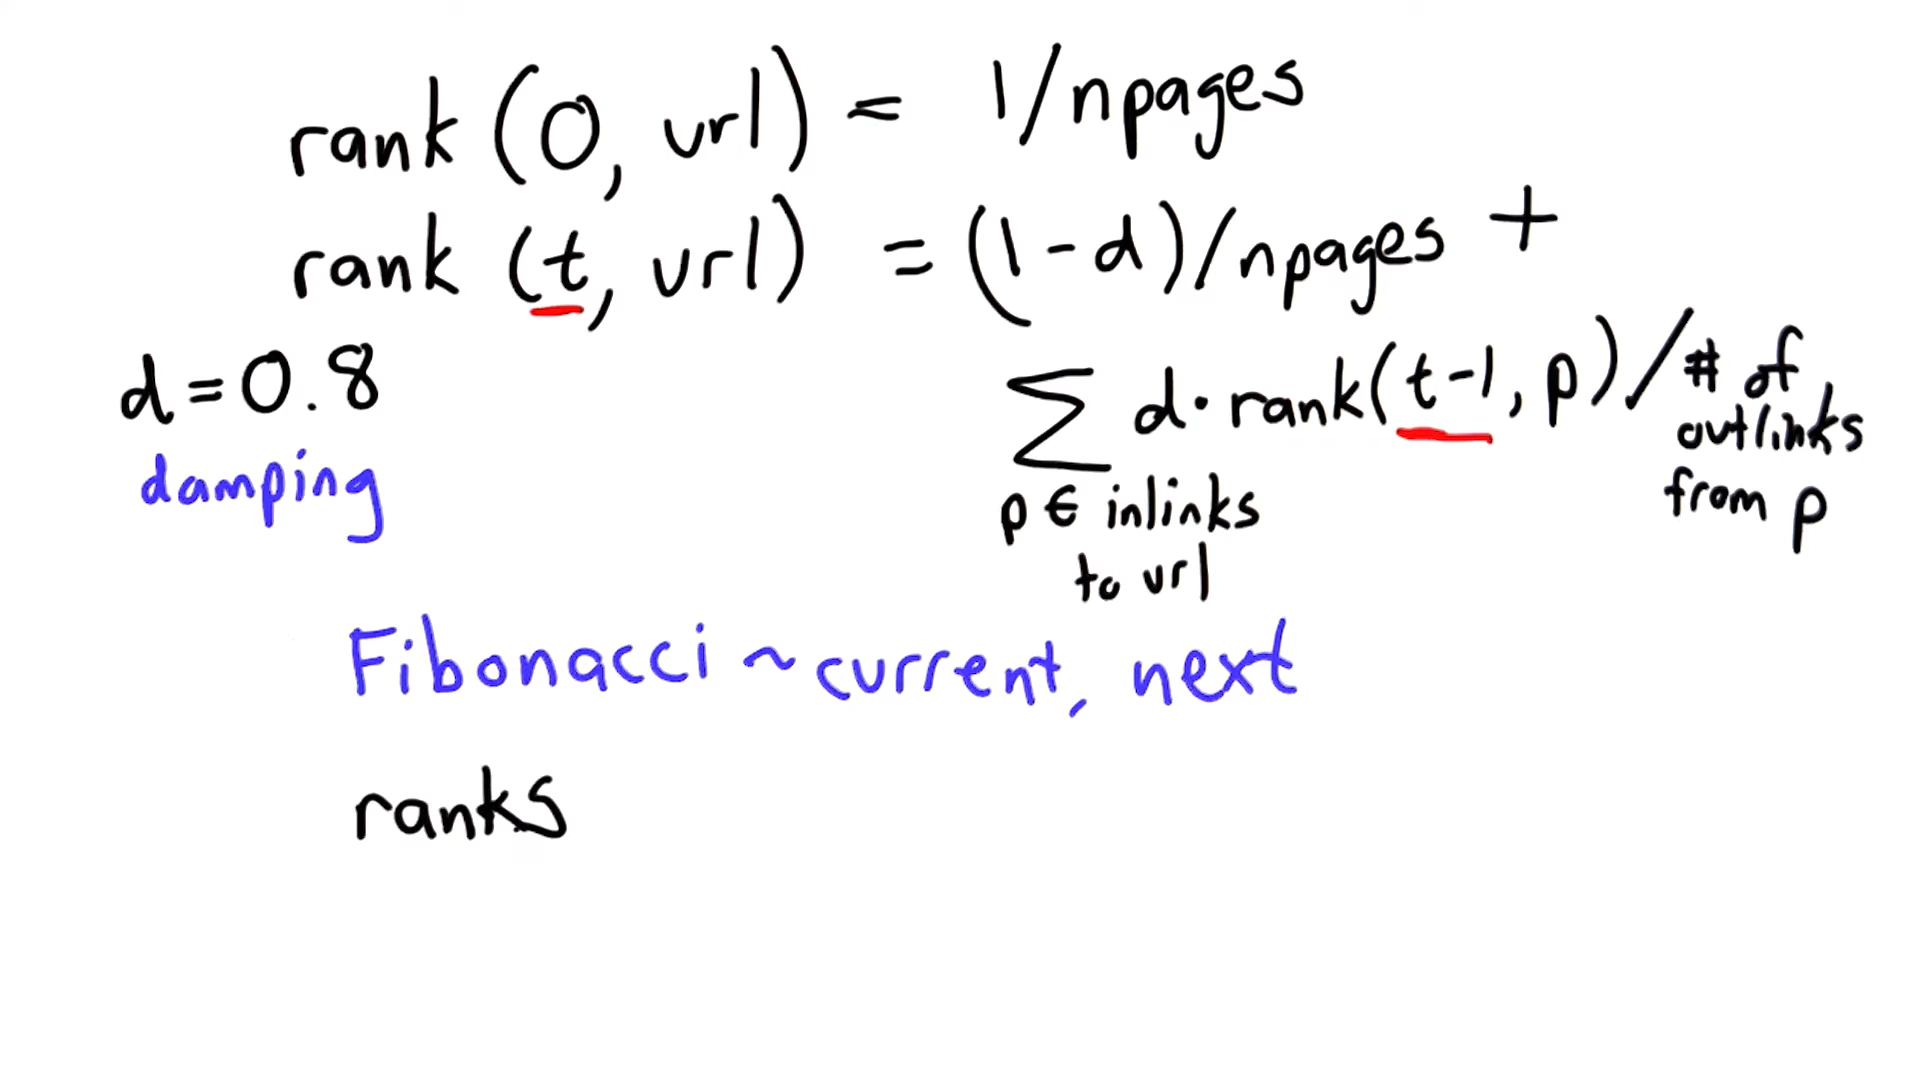 rank (0, url) = 1/npages
rank (t, url) = (1-d)/npages +
d = 0.8
damping
∑ d · rank(t-1, p) / # of outlinks from p
p ∈ inlinks
to url
Fibonacci ~ current, next
ranks